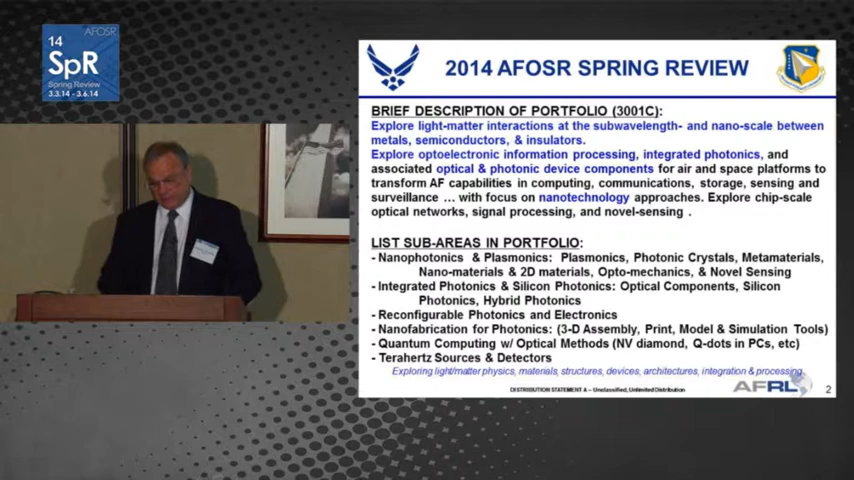 AFOSR
14
SpR
Spring Review
3.3.14 - 3.6.14
2014 AFOSR SPRING REVIEW
BRIEF DESCRIPTION OF PORTFOLIO (3001C):
Explore light-matter interactions at the subwavelength- and nano-scale between
metals, semiconductors, & insulators.
Explore optoelectronic information processing, integrated photonics, and
associated optical & photonic device components for air and space platforms to
transform AF capabilities in computing, communications, storage, sensing and
surveillance … with focus on nanotechnology approaches. Explore chip-scale
optical networks, signal processing, and novel-sensing .
LIST SUB-AREAS IN PORTFOLIO:
- Nanophotonics & Plasmonics: Plasmonics, Photonic Crystals, Metamaterials,
Nano-materials & 2D materials, Opto-mechanics, & Novel Sensing
- Integrated Photonics & Silicon Photonics: Optical Components, Silicon
Photonics, Hybrid Photonics
- Reconfigurable Photonics and Electronics
- Nanofabrication for Photonics: (3-D Assembly, Print, Model & Simulation Tools)
- Quantum Computing w/ Optical Methods (NV diamond, Q-dots in PCs, etc)
- Terahertz Sources & Detectors
Exploring light/matter physics, materials, structures, devices, architectures, integration & processing.
DISTRIBUTION STATEMENT A – Unclassified, Unlimited Distribution
AFRL
2